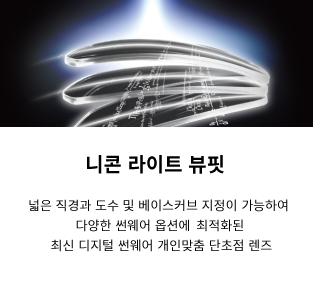 니콘 라이트 뷰핏
넓은 직경과 도수 및 베이스커브 지정이 가능하여
다양한 썬웨어 옵션에 최적화된
최신 디지털 썬웨어 개인맞춤 단초점 렌즈